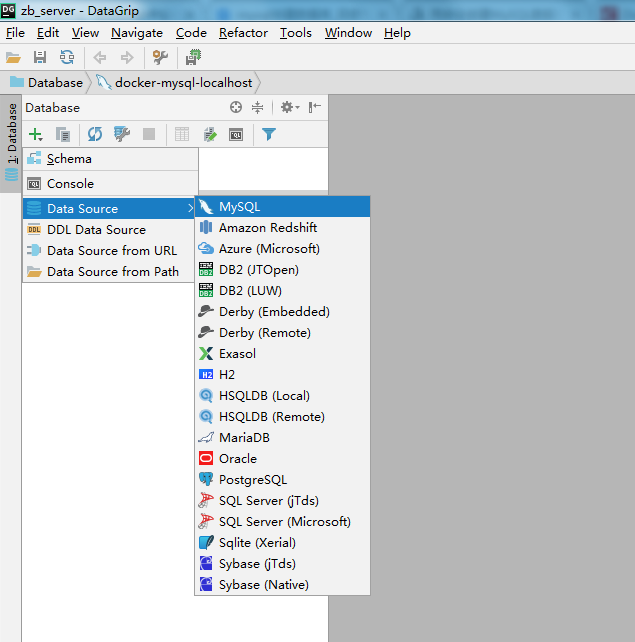 DG zb_server - DataGrip
File Edit View Navigate Code Refactor Tools Window Help
Database docker-mysql-localhost
1: Database
Database
Schema
Console
Data Source
DDL Data Source
Data Source from URL
Data Source from Path
MySQL
Amazon Redshift
Azure (Microsoft)
DB2 (JTOpen)
DB2 (LUW)
Derby (Embedded)
Derby (Remote)
Exasol
H2 H2
HSQLDB (Local)
HSQLDB (Remote)
MariaDB
Oracle
PostgreSQL
SQL Server (jTds)
SQL Server (Microsoft)
Sqlite (Xerial)
Sybase (jTds)
Sybase (Native)